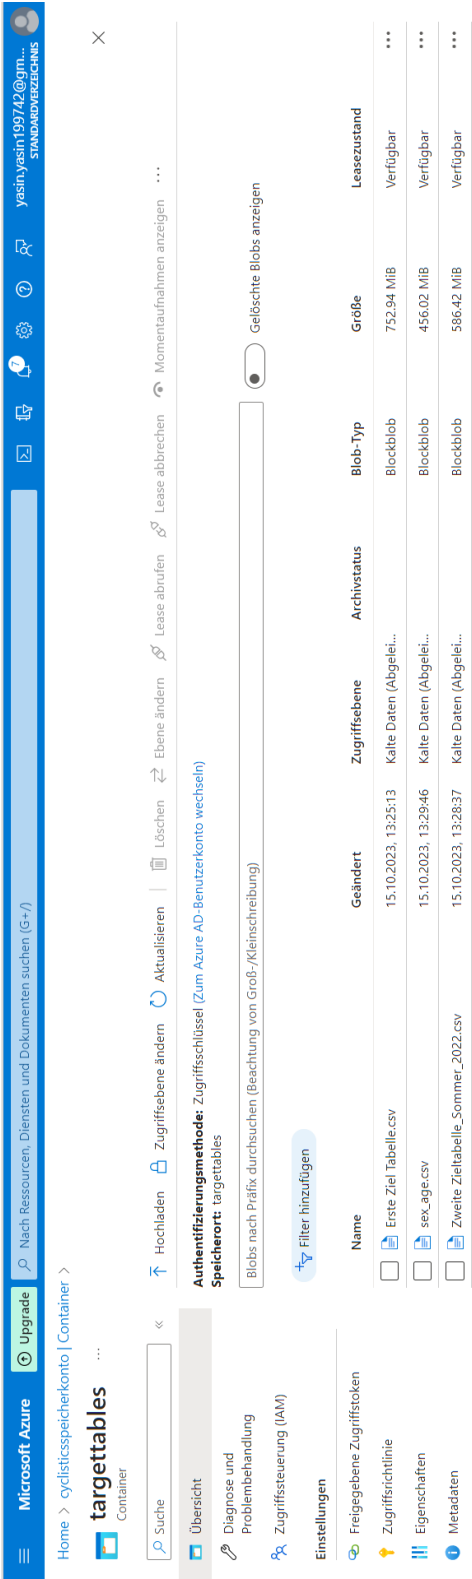 Microsoft Azure
Upgrade
Nach Ressourcen, Diensten und Dokumenten suchen (G+/)
7
yasin.yasin199742@gm...
STANDARDVERZEICHNIS
Home > cyclisticsspeicherkonto | Container >
targettables ...
Container
Suche
«
Hochladen Zugriffsebene ändern Aktualisieren Löschen Ebene ändern Lease abrufen Lease abbrechen Momentaufnahmen anzeigen ...
Übersicht
Diagnose und
Problembehandlung
Zugriffssteuerung (IAM)
Einstellungen
Freigegebene Zugriffstoken
Zugriffsrichtlinie
Eigenschaften
Metadaten
Authentifizierungsmethode: Zugriffsschlüssel (Zum Azure AD-Benutzerkonto wechseln)
Speicherort: targettables
Blobs nach Präfix durchsuchen (Beachtung von Groß-/Kleinschreibung)
Gelöschte Blobs anzeigen
Filter hinzufügen
Name Geändert Zugriffsebene Archivstatus Blob-Typ Größe Leasezustand
Erste Ziel Tabelle.csv 15.10.2023, 13:25:13 Kalte Daten (Abgelei... Blockblob 752.94 MiB Verfügbar ...
sex_age.csv 15.10.2023, 13:29:46 Kalte Daten (Abgelei... Blockblob 456.02 MiB Verfügbar ...
Zweite Zieltabelle_Sommer_2022.csv 15.10.2023, 13:28:37 Kalte Daten (Abgelei... Blockblob 586.42 MiB Verfügbar ...